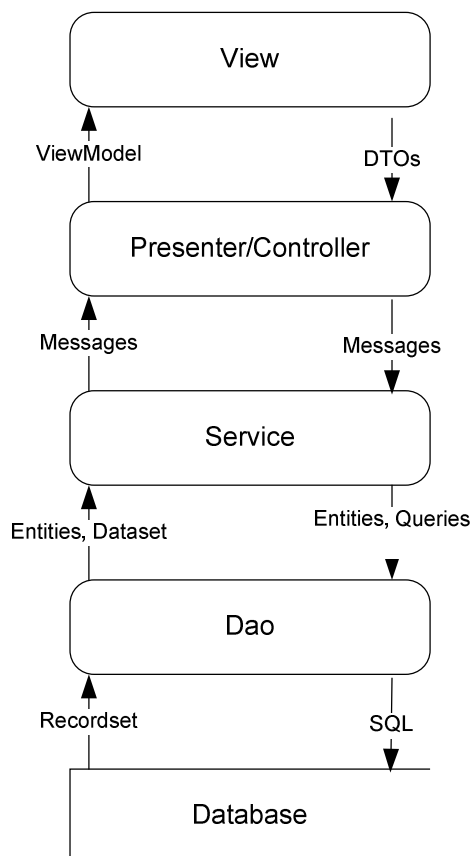 View
ViewModel
DTOs
Presenter/Controller
Messages
Messages
Service
Entities, Dataset
Entities, Queries
Dao
Recordset
SQL
Database